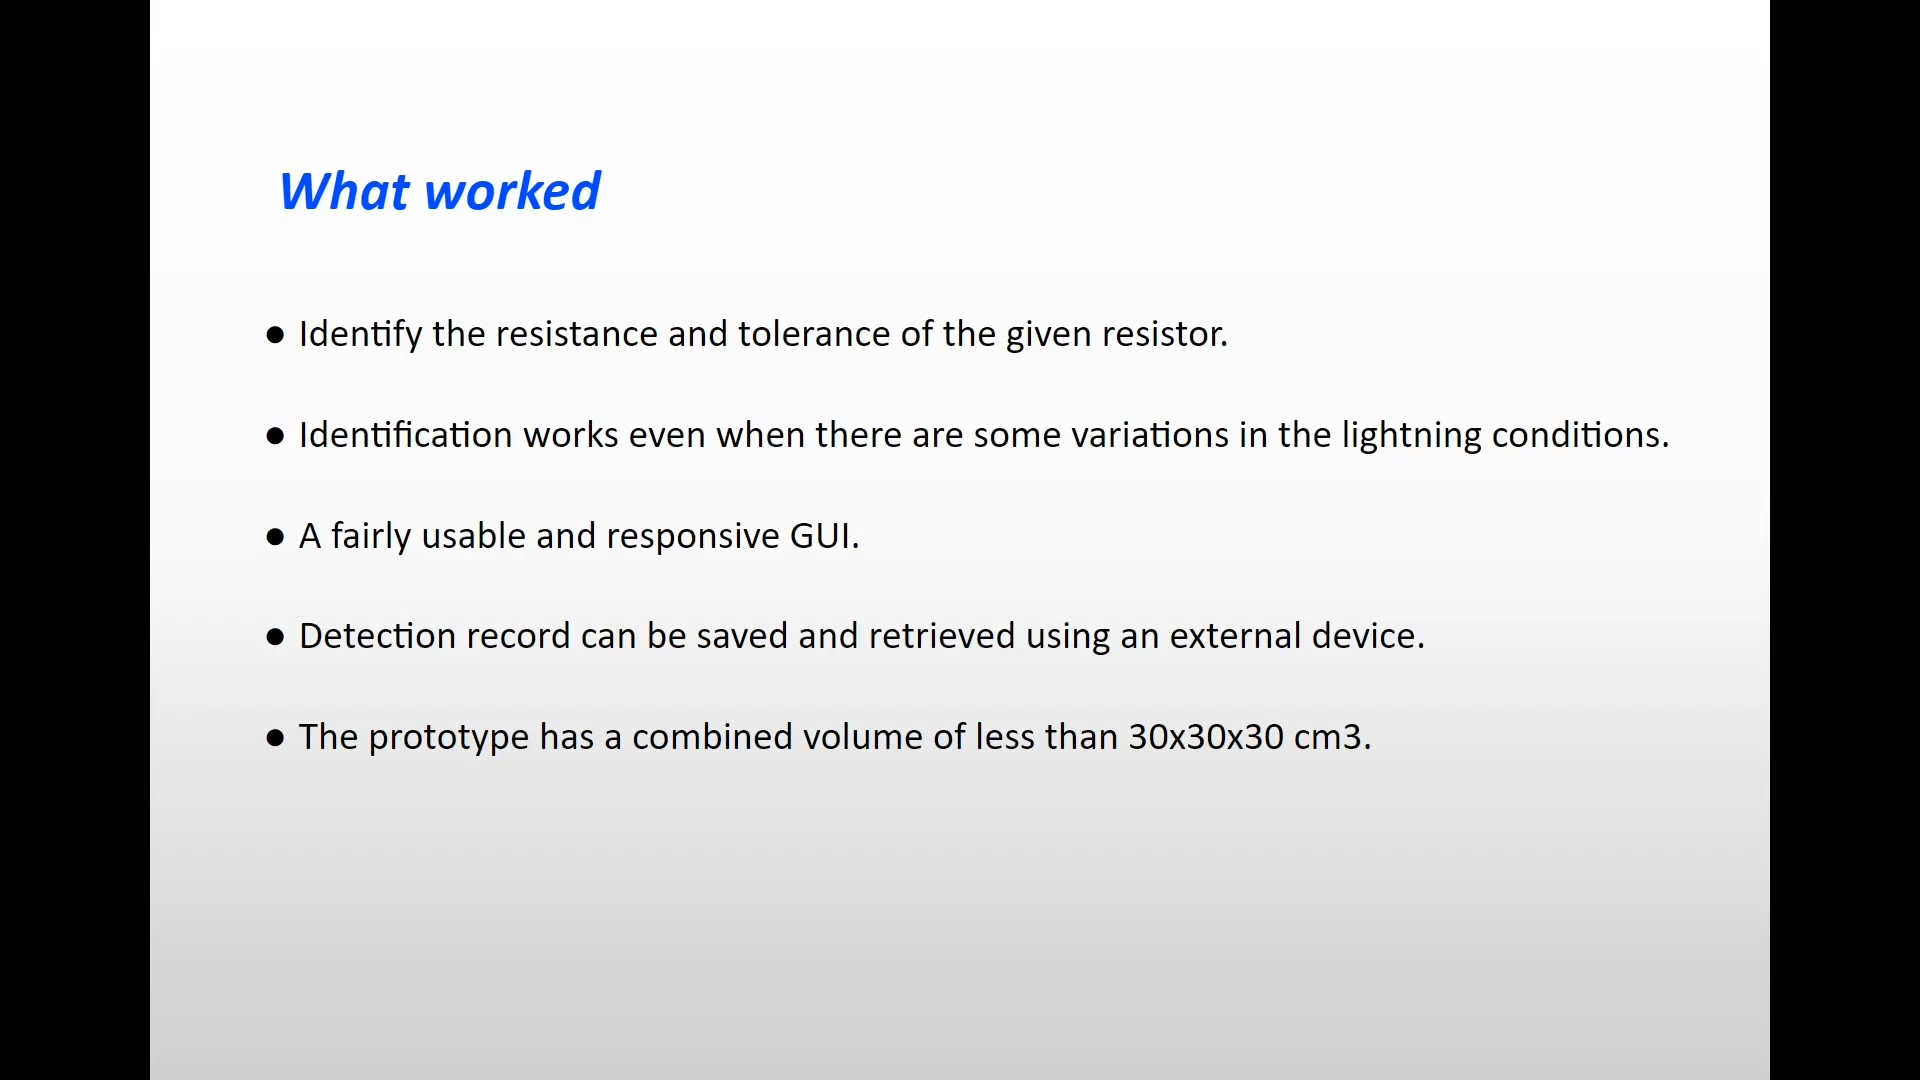 What worked
● Identify the resistance and tolerance of the given resistor.
● Identification works even when there are some variations in the lightning conditions.
● A fairly usable and responsive GUI.
● Detection record can be saved and retrieved using an external device.
● The prototype has a combined volume of less than 30x30x30 cm3.